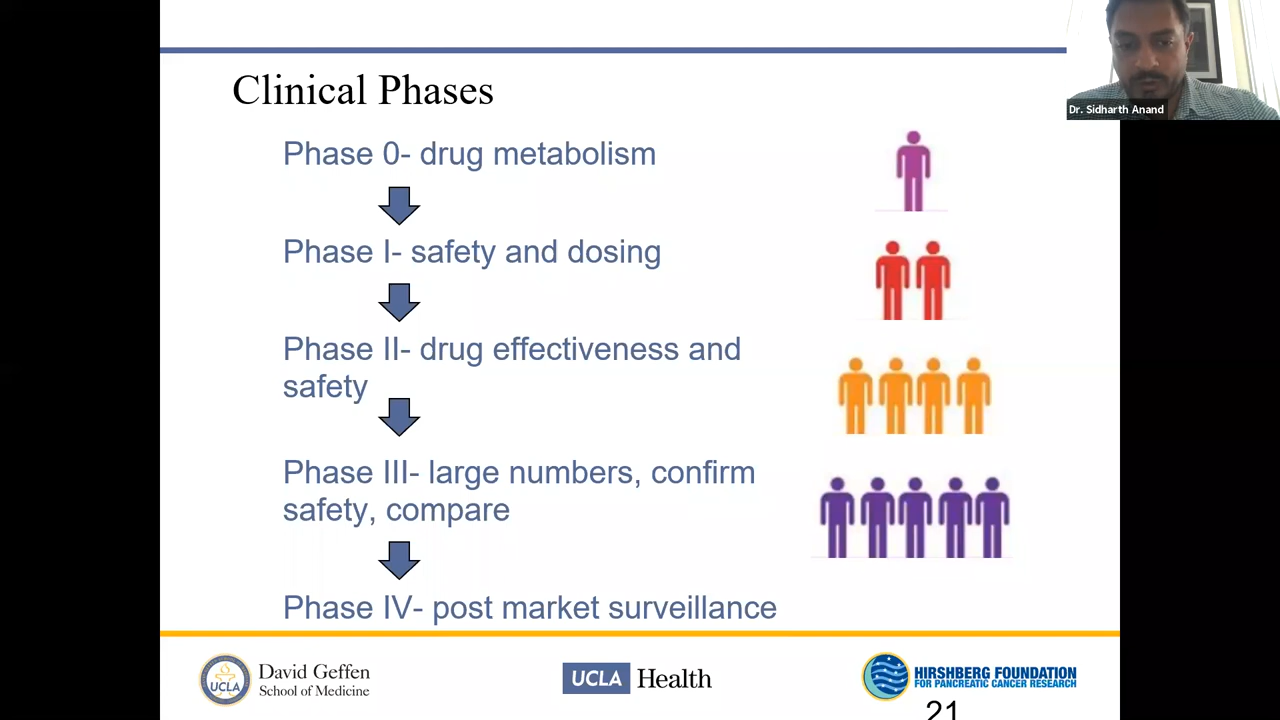 Clinical Phases
Dr. Sidharth Anand
Phase 0- drug metabolism
Phase I- safety and dosing
Phase II- drug effectiveness and
safety
Phase III- large numbers, confirm
safety, compare
Phase IV- post market surveillance
UCLA
David Geffen
School of Medicine
UCLA Health
HIRSHBERG FOUNDATION
FOR PANCREATIC CANCER RESEARCH
21